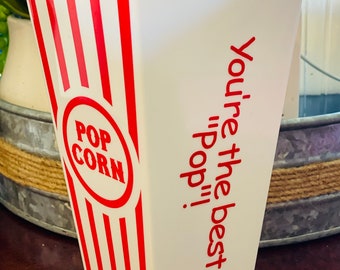 POP
CORN
You're the best
"Pop"!